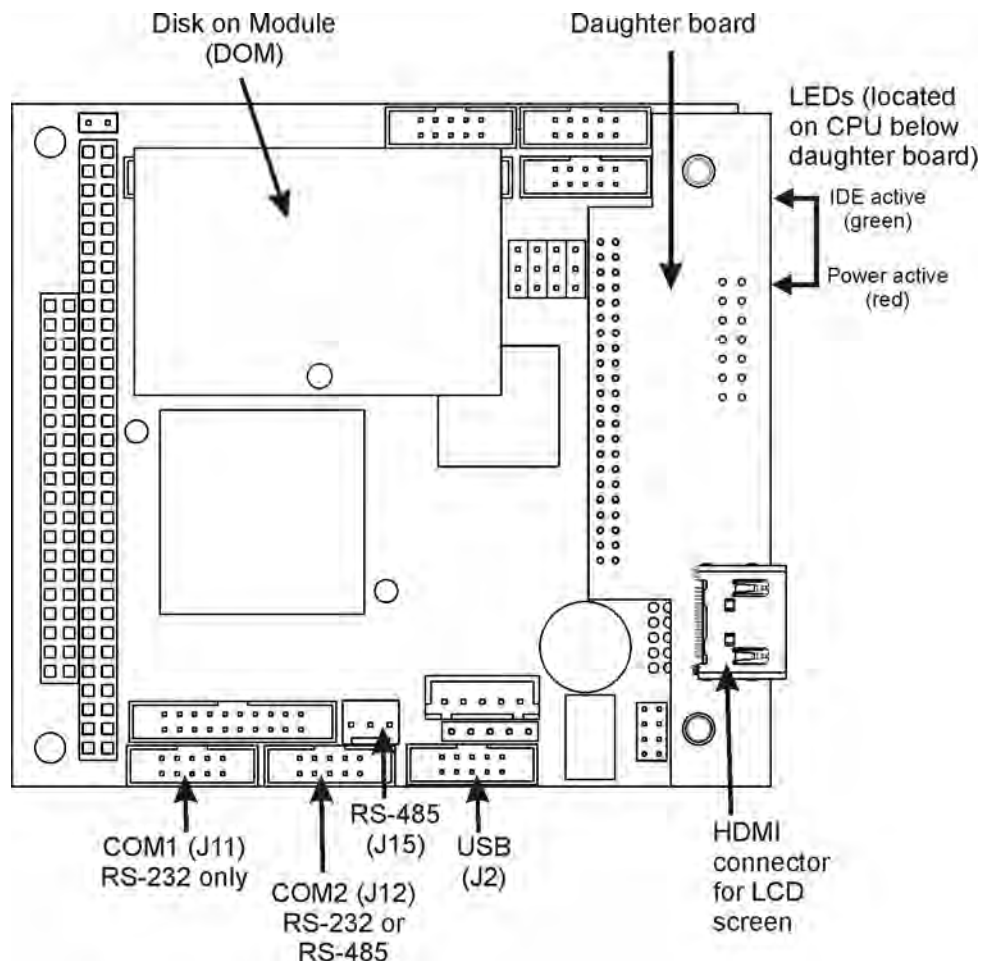 Disk on Module
(DOM)
Daughter board
LEDs (located
on CPU below
daughter board)
IDE active
(green)
Power active
(red)
COM1 (J11)
RS-232 only
COM2 (J12)
RS-232 or
RS-485
RS-485
(J15)
USB
(J2)
HDMI
connector
for LCD
screen